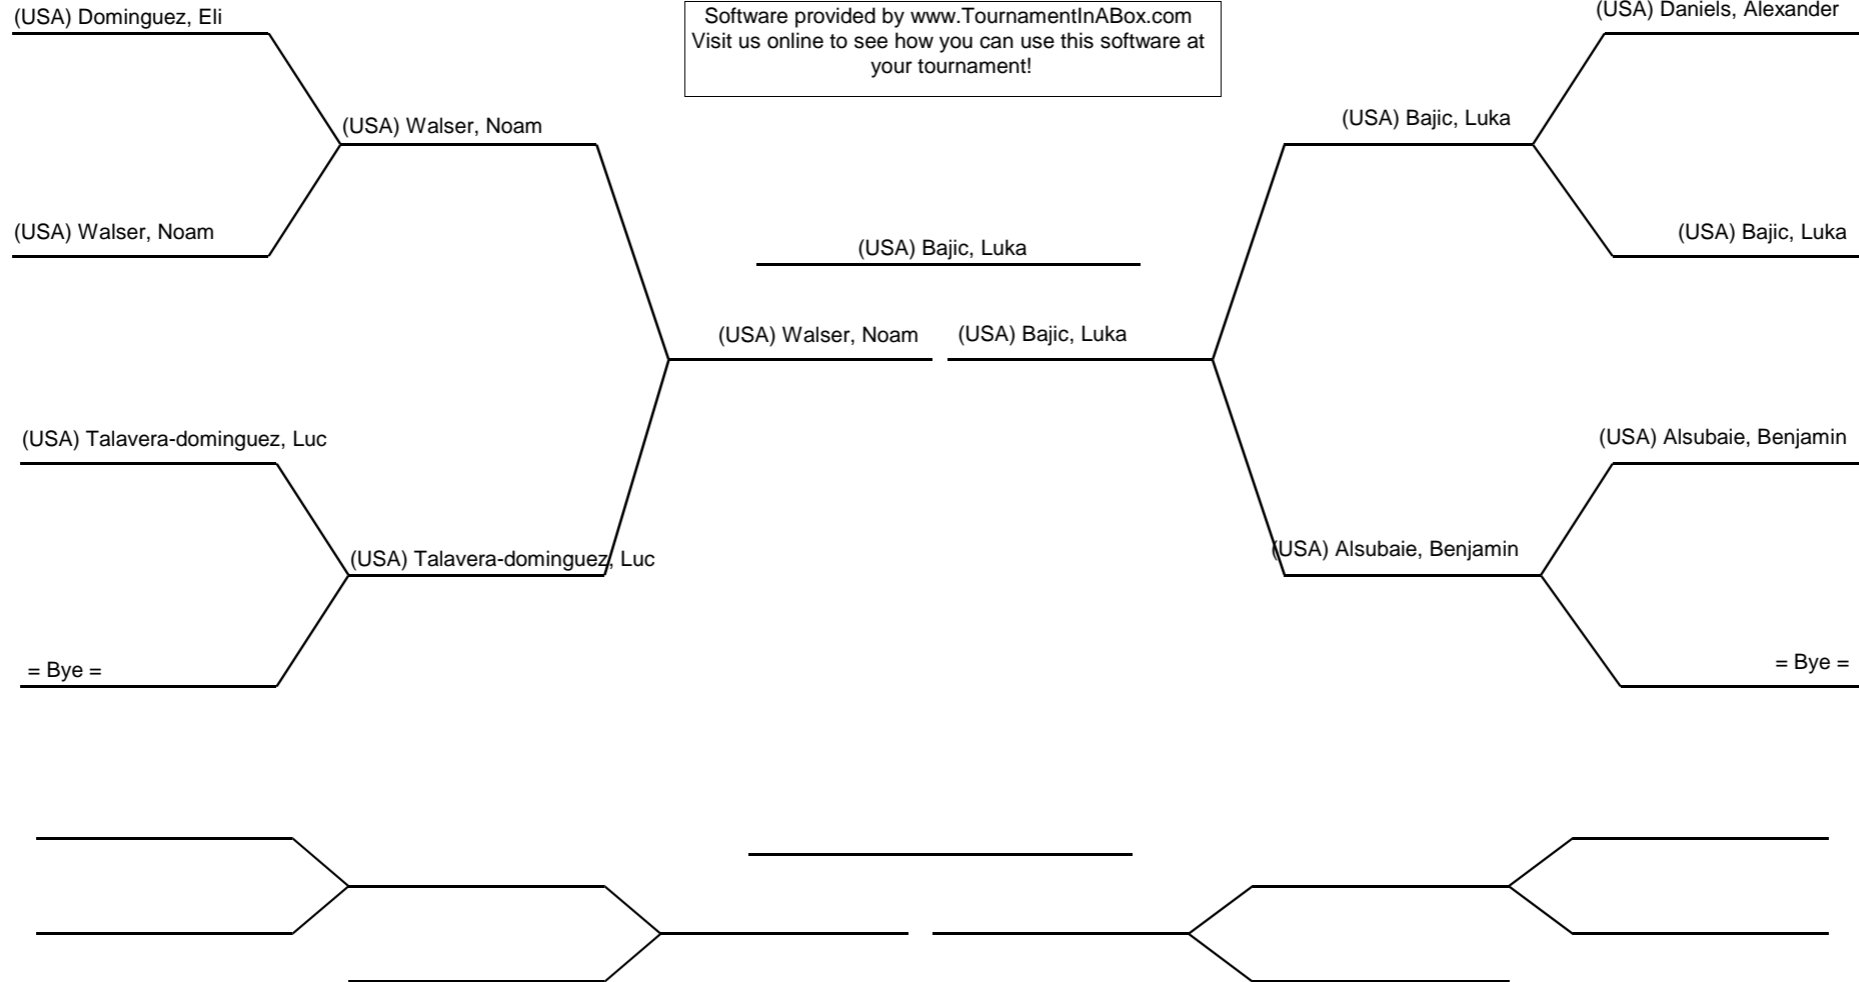 (USA) Dominguez, Eli
Software provided by www.TournamentInABox.com
Visit us online to see how you can use this software at
your tournament!
(USA) Daniels, Alexander
(USA) Walser, Noam
(USA) Bajic, Luka
(USA) Walser, Noam
(USA) Bajic, Luka
(USA) Bajic, Luka
(USA) Walser, Noam
(USA) Bajic, Luka
(USA) Talavera-dominguez, Luc
(USA) Alsubaie, Benjamin
(USA) Talavera-dominguez, Luc
(USA) Alsubaie, Benjamin
= Bye =
= Bye =